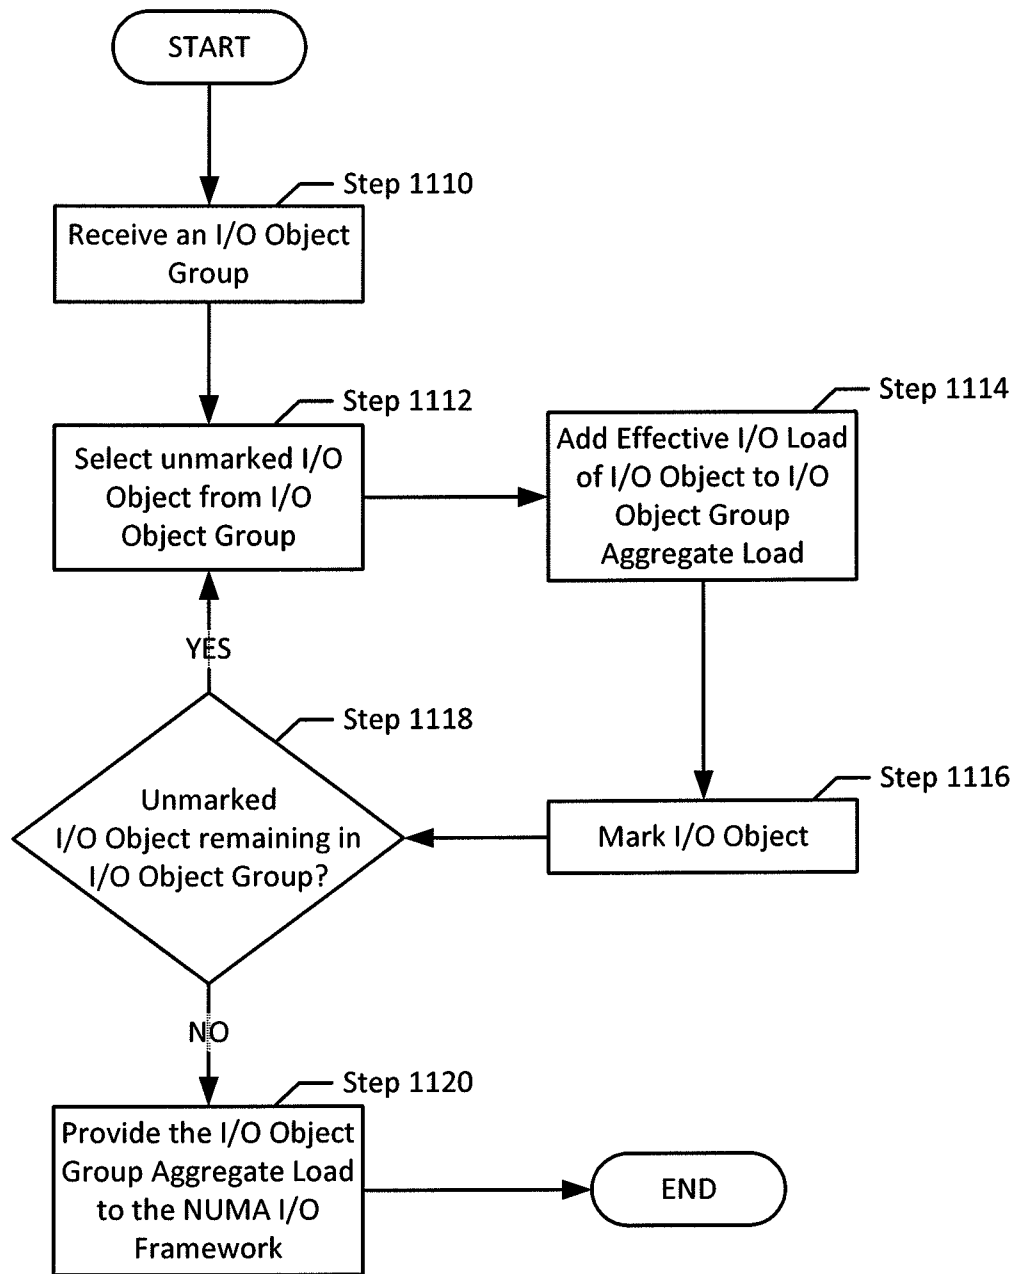 START
Step 1110
Receive an I/O Object
Group
Step 1112
Select unmarked I/O
Object from I/O
Object Group
Step 1114
Add Effective I/O Load
of I/O Object to I/O
Object Group
Aggregate Load
YES
Step 1118
Unmarked
I/O Object remaining in
I/O Object Group?
Step 1116
Mark I/O Object
NO
Step 1120
Provide the I/O Object
Group Aggregate Load
to the NUMA I/O
Framework
END